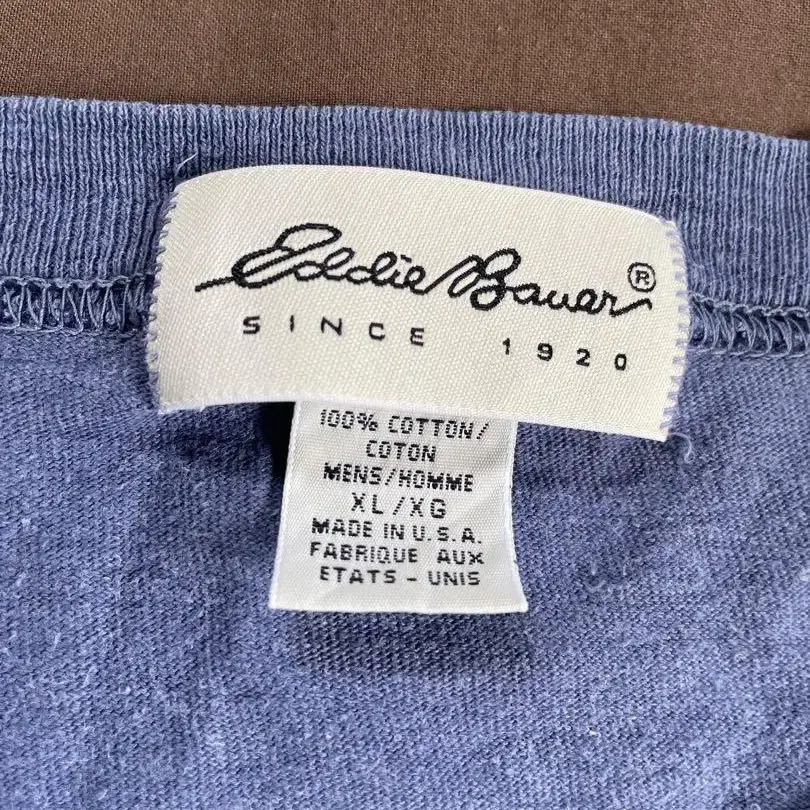 Eddie Bauer ®
SINCE 1920
100% COTTON/
COTON
MENS/HOMME
XL/XG
MADE IN U.S.A.
FABRIQUE AUX
ETATS - UNIS